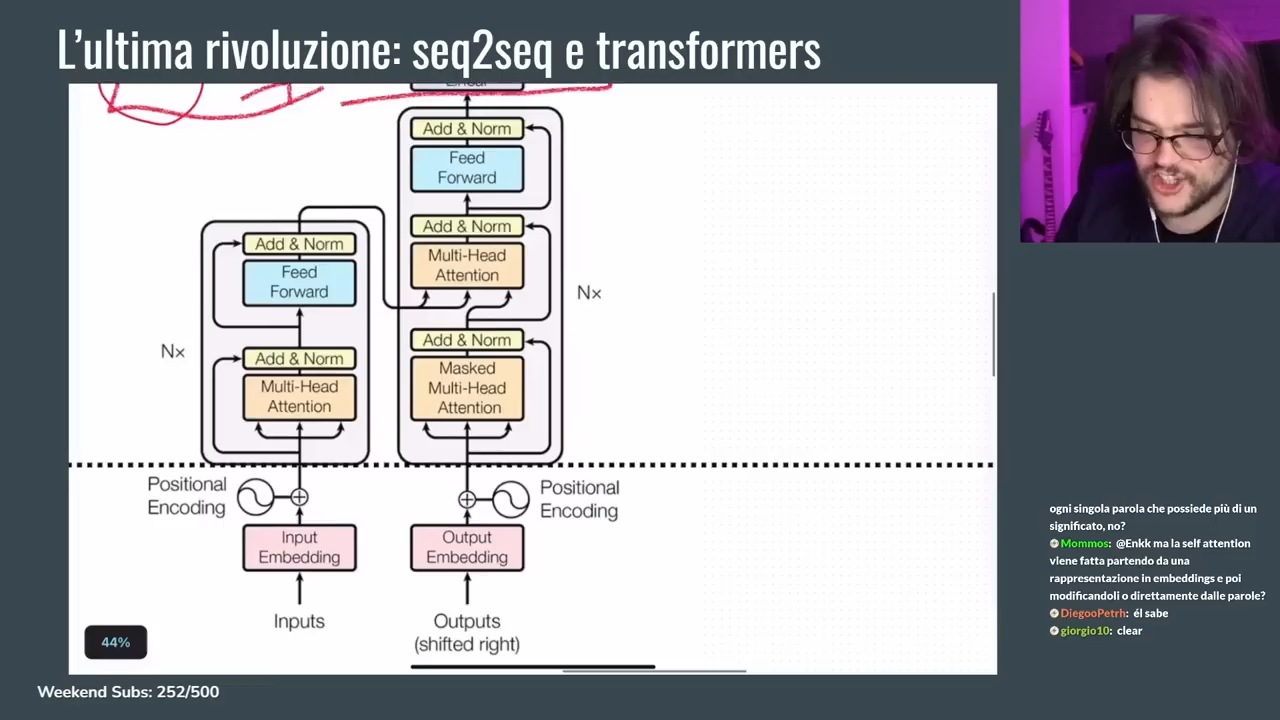 L'ultima rivoluzione: seq2seq e transformers
Linear
Add & Norm
Feed
Forward
Add & Norm
Multi-Head
Attention
Nx
Add & Norm
Masked
Multi-Head
Attention
Add & Norm
Feed
Forward
Nx
Add & Norm
Multi-Head
Attention
Positional
Encoding
Positional
Encoding
Input
Embedding
Output
Embedding
Inputs
Outputs
(shifted right)
44%
ogni singola parola che possiede più di un
significato, no?
Mommos: @Enkk ma la self attention
viene fatta partendo da una
rappresentazione in embeddings e poi
modificandoli o direttamente dalle parole?
DiegooPetrh: él sabe
giorgio10: clear
Weekend Subs: 252/500